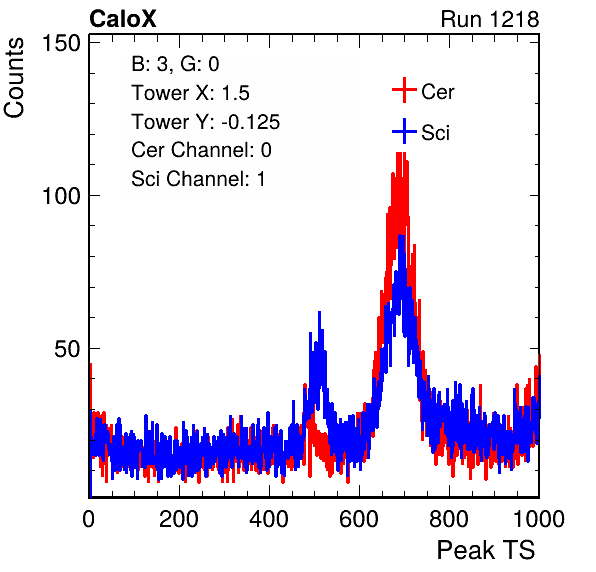 CaloX Run 1218
Counts
150
100
50
B: 3, G: 0
Tower X: 1.5
Tower Y: -0.125
Cer Channel: 0
Sci Channel: 1
Cer
Sci
0 200 400 600 800 1000
Peak TS